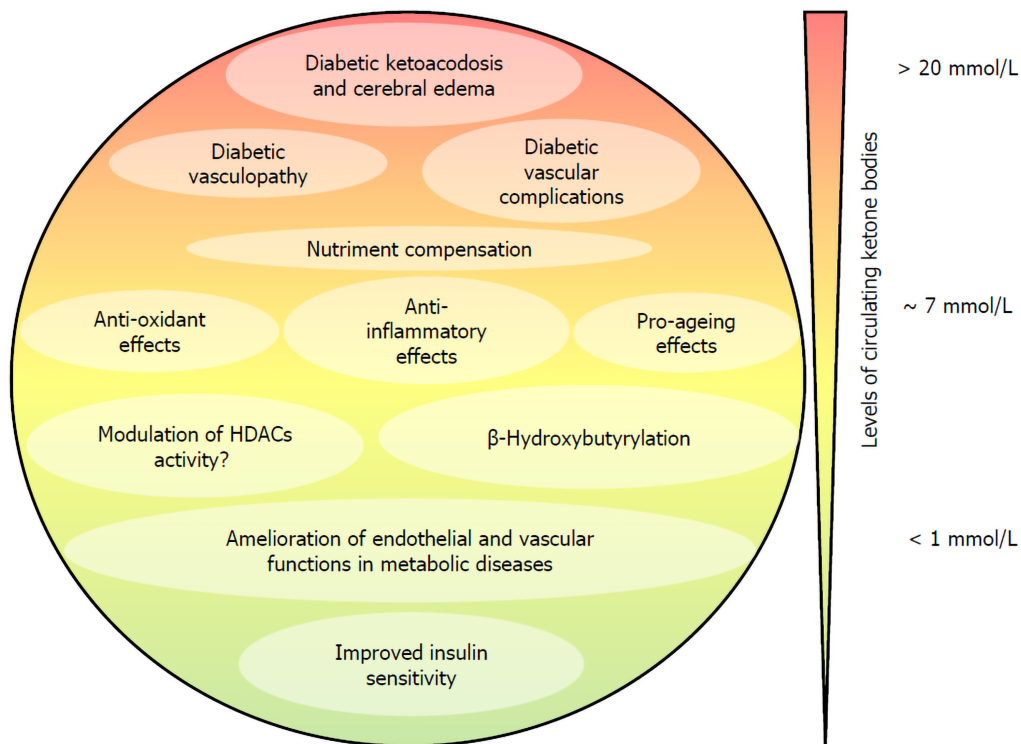 Diabetic ketoacodosis
and cerebral edema
> 20 mmol/L
Diabetic
vasculopathy
Diabetic
vascular
complications
Nutriment compensation
Anti-oxidant
effects
Anti-
inflammatory
effects
Pro-ageing
effects
~ 7 mmol/L
Levels of circulating ketone bodies
Modulation of HDACs
activity?
β-Hydroxybutyrylation
Amelioration of endothelial and vascular
functions in metabolic diseases
< 1 mmol/L
Improved insulin
sensitivity